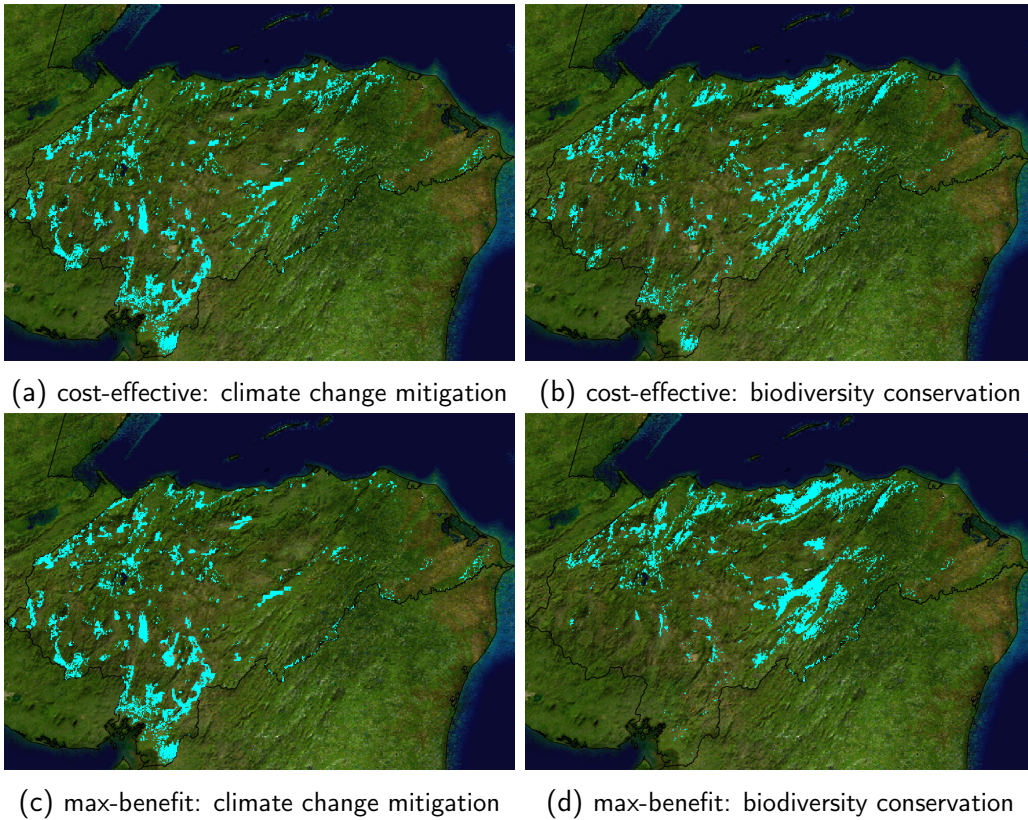 (a) cost-effective: climate change mitigation
(b) cost-effective: biodiversity conservation
(c) max-benefit: climate change mitigation
(d) max-benefit: biodiversity conservation